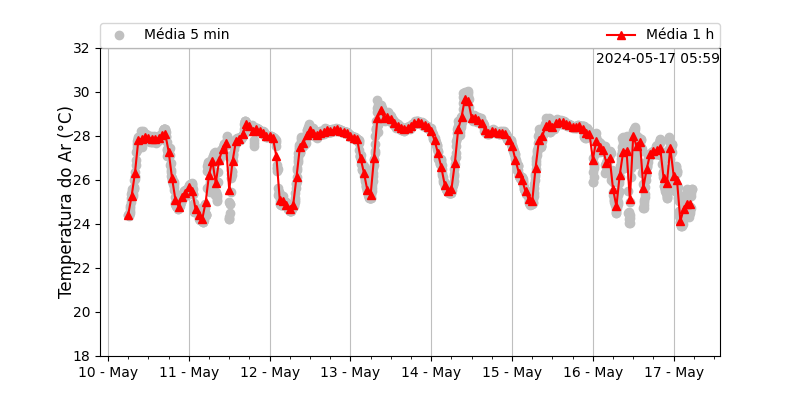 Média 5 min
Média 1 h
2024-05-17 05:59
Temperatura do Ar (°C)
32
30
28
26
24
22
20
18
10 - May
11 - May
12 - May
13 - May
14 - May
15 - May
16 - May
17 - May